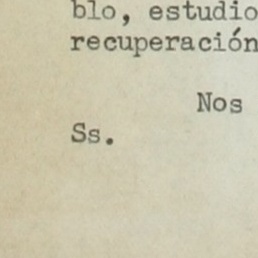 blo, estudio
recuperación
Nos
Ss.